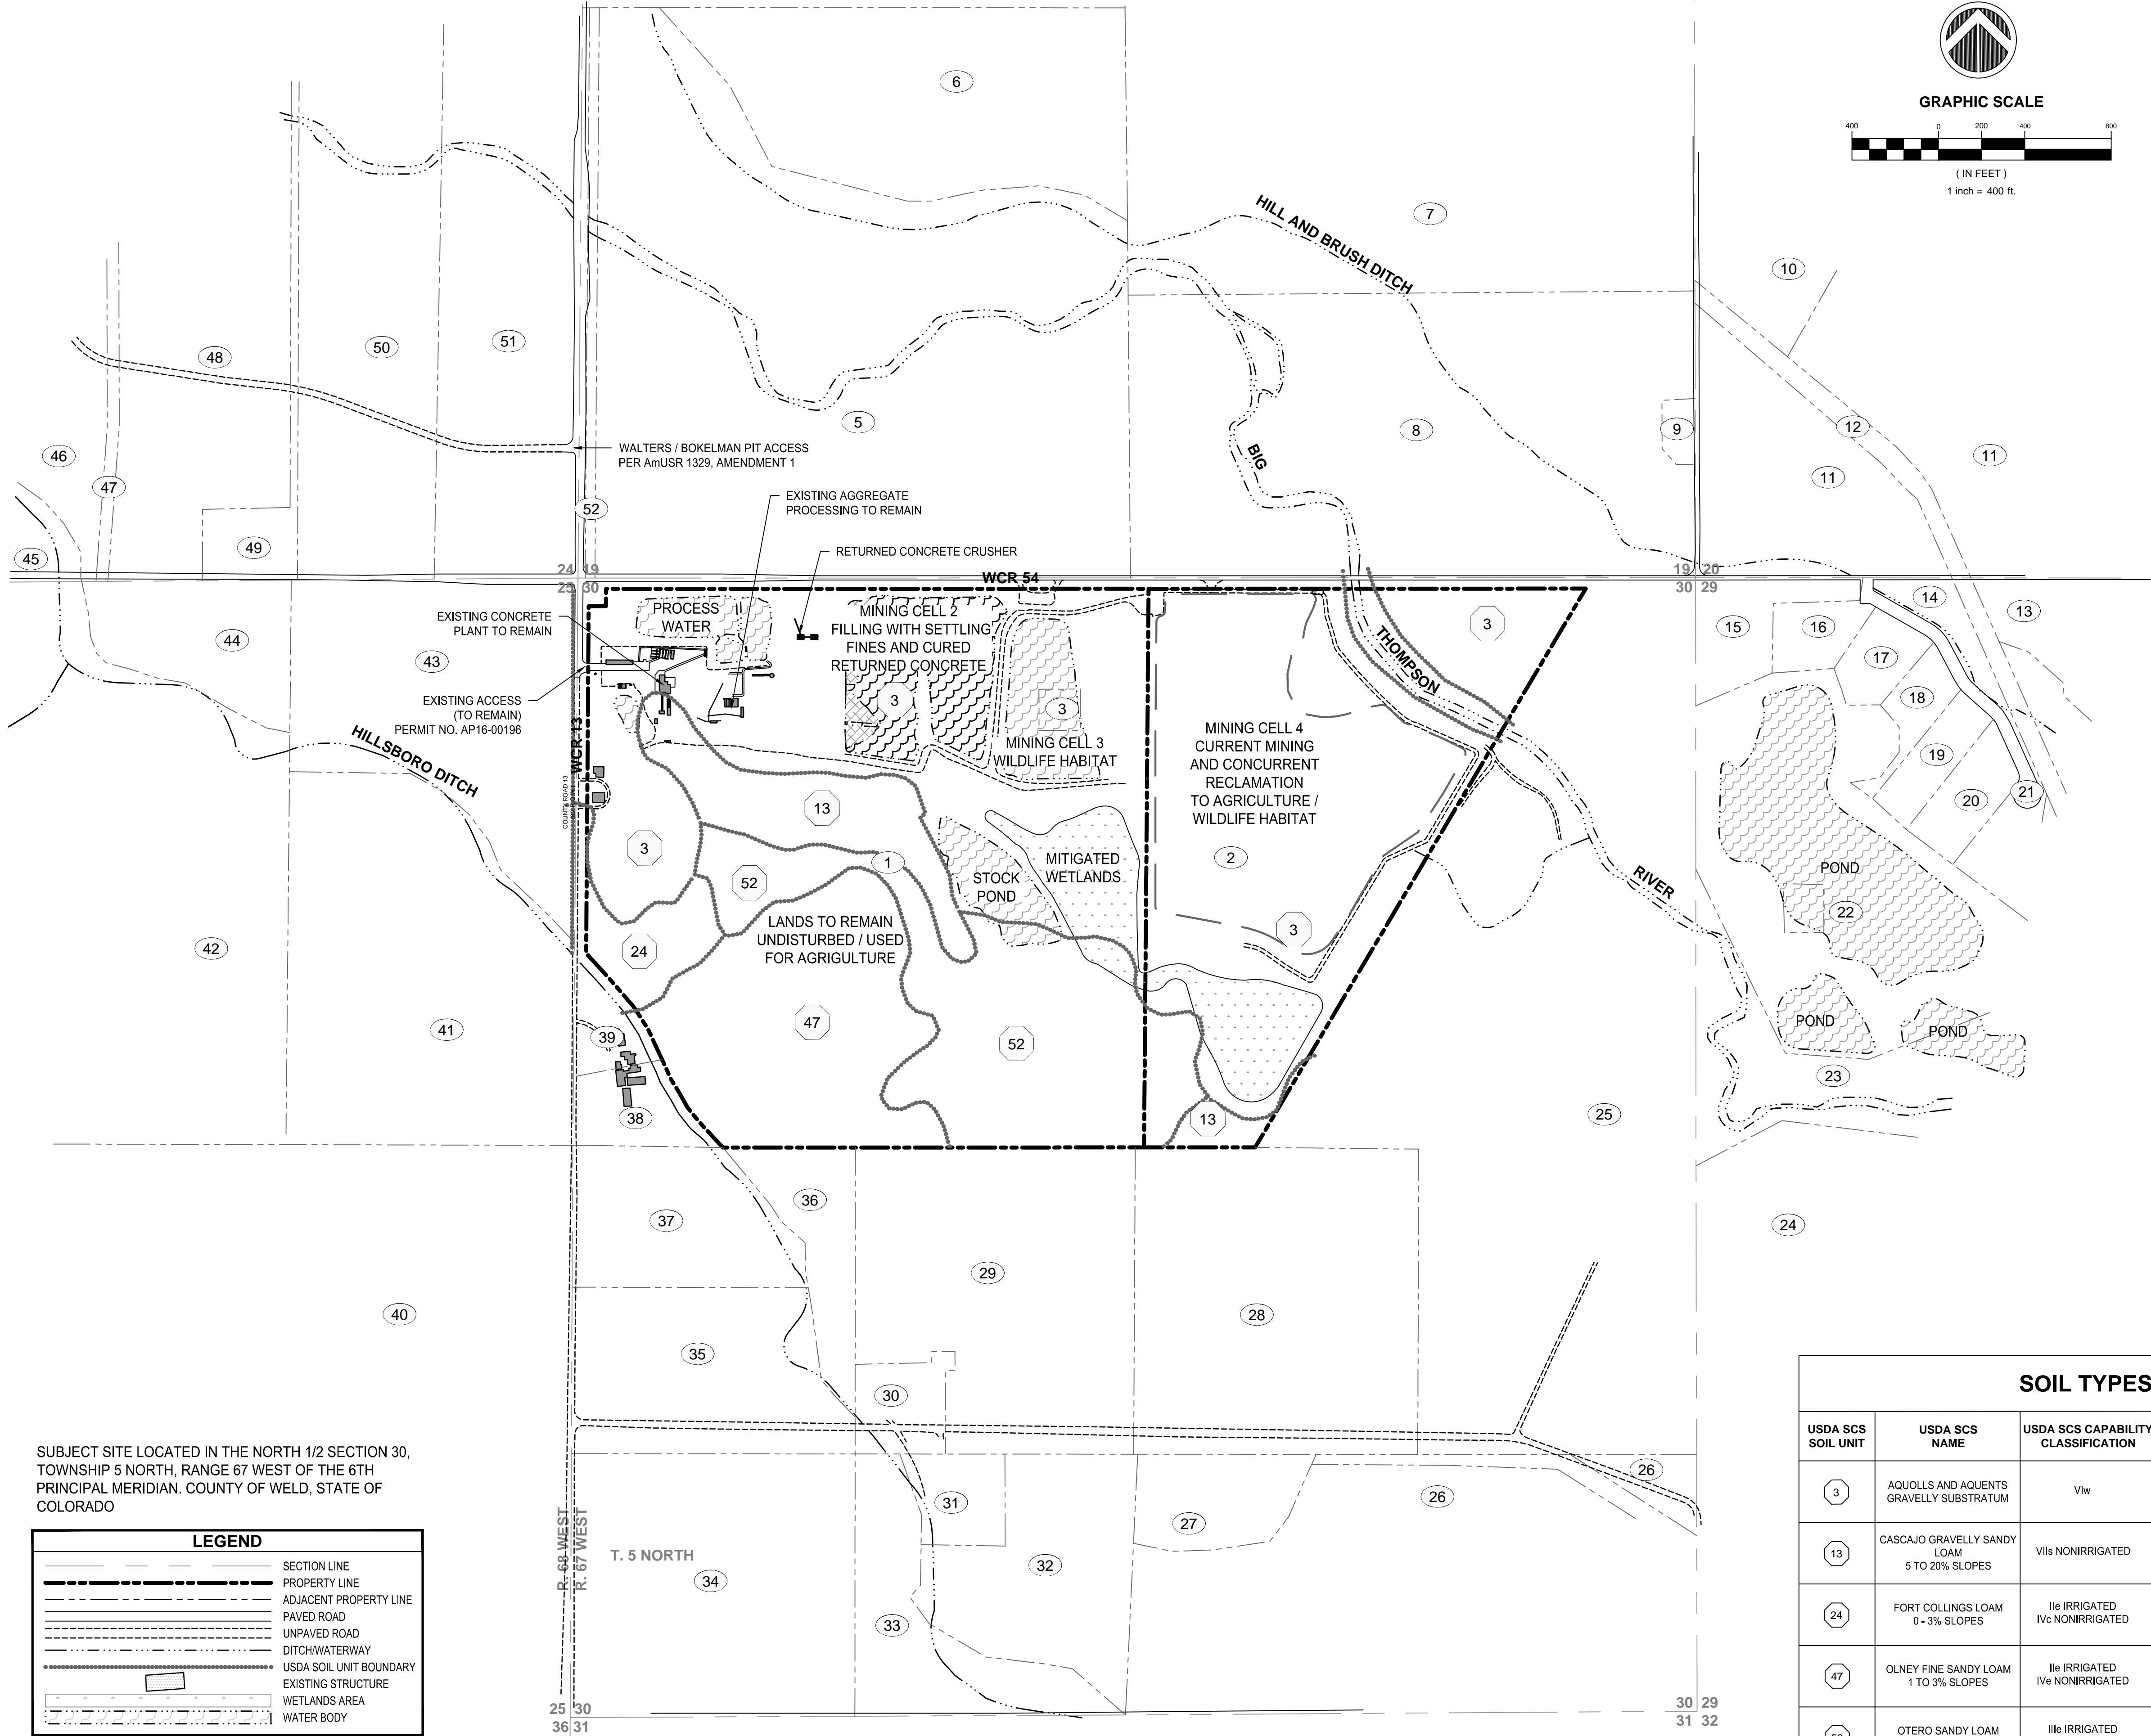 GRAPHIC SCALE
400 0 200 400 800
( IN FEET )
1 inch = 400 ft.
6
7
HILL AND BRUSH DITCH
10
48
50
51
5
8
9
12
11
11
46
47
WALTERS / BOKELMAN PIT ACCESS
PER AmUSR 1329, AMENDMENT 1
BIG
EXISTING AGGREGATE
PROCESSING TO REMAIN
52
45
49
RETURNED CONCRETE CRUSHER
24 19
25 30
WCR 54
19 20
30 29
EXISTING CONCRETE
PLANT TO REMAIN
PROCESS
WATER
MINING CELL 2
FILLING WITH SETTLING
FINES AND CURED
RETURNED CONCRETE
3
3
3
THOMPSON
14
13
15
16
17
18
19
20
21
44
43
EXISTING ACCESS
(TO REMAIN)
PERMIT NO. AP16-00196
HILLSBORO DITCH
WCR 13
COUNTY ROAD 13
MINING CELL 3
WILDLIFE HABITAT
MINING CELL 4
CURRENT MINING
AND CONCURRENT
RECLAMATION
TO AGRICULTURE /
WILDLIFE HABITAT
13
3
1
2
52
STOCK
POND
MITIGATED
WETLANDS
RIVER
POND
22
42
24
LANDS TO REMAIN
UNDISTURBED / USED
FOR AGRIGULTURE
3
47
52
POND
POND
41
39
38
13
23
25
37
36
24
29
28
40
35
30
26
26
31
27
32
34
33
R. 68 WEST
R. 67 WEST
T. 5 NORTH
25 30
36 31
30 29
31 32
SUBJECT SITE LOCATED IN THE NORTH 1/2 SECTION 30,
TOWNSHIP 5 NORTH, RANGE 67 WEST OF THE 6TH
PRINCIPAL MERIDIAN. COUNTY OF WELD, STATE OF
COLORADO
LEGEND
SECTION LINE
PROPERTY LINE
ADJACENT PROPERTY LINE
PAVED ROAD
UNPAVED ROAD
DITCH/WATERWAY
USDA SOIL UNIT BOUNDARY
EXISTING STRUCTURE
WETLANDS AREA
WATER BODY
SOIL TYPES
USDA SCS
SOIL UNIT
USDA SCS
NAME
USDA SCS CAPABILITY
CLASSIFICATION
3
AQUOLLS AND AQUENTS
GRAVELLY SUBSTRATUM
VIw
13
CASCAJO GRAVELLY SANDY
LOAM
5 TO 20% SLOPES
VIIs NONIRRIGATED
24
FORT COLLINGS LOAM
0 - 3% SLOPES
IIe IRRIGATED
IVc NONIRRIGATED
47
OLNEY FINE SANDY LOAM
1 TO 3% SLOPES
IIe IRRIGATED
IVe NONIRRIGATED
OTERO SANDY LOAM
IIIe IRRIGATED